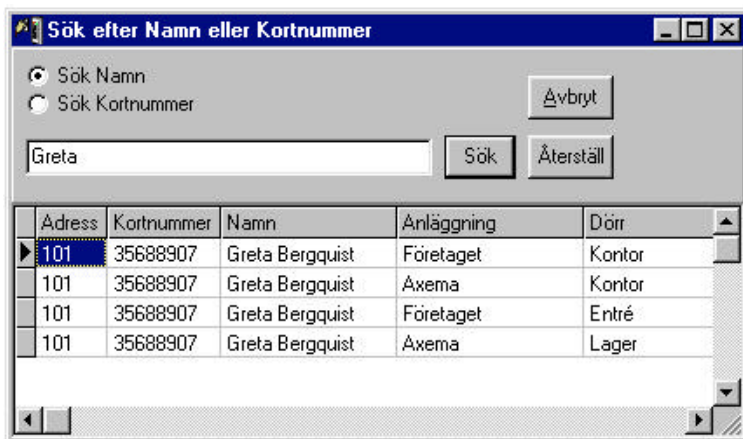 Sök efter Namn eller Kortnummer
Sök Namn
Sök Kortnummer
Avbryt
Greta Sök Återställ
Adress Kortnummer Namn Anläggning Dörr
101 35688907 Greta Bergquist Företaget Kontor
101 35688907 Greta Bergquist Axema Kontor
101 35688907 Greta Bergquist Företaget Entré
101 35688907 Greta Bergquist Axema Lager